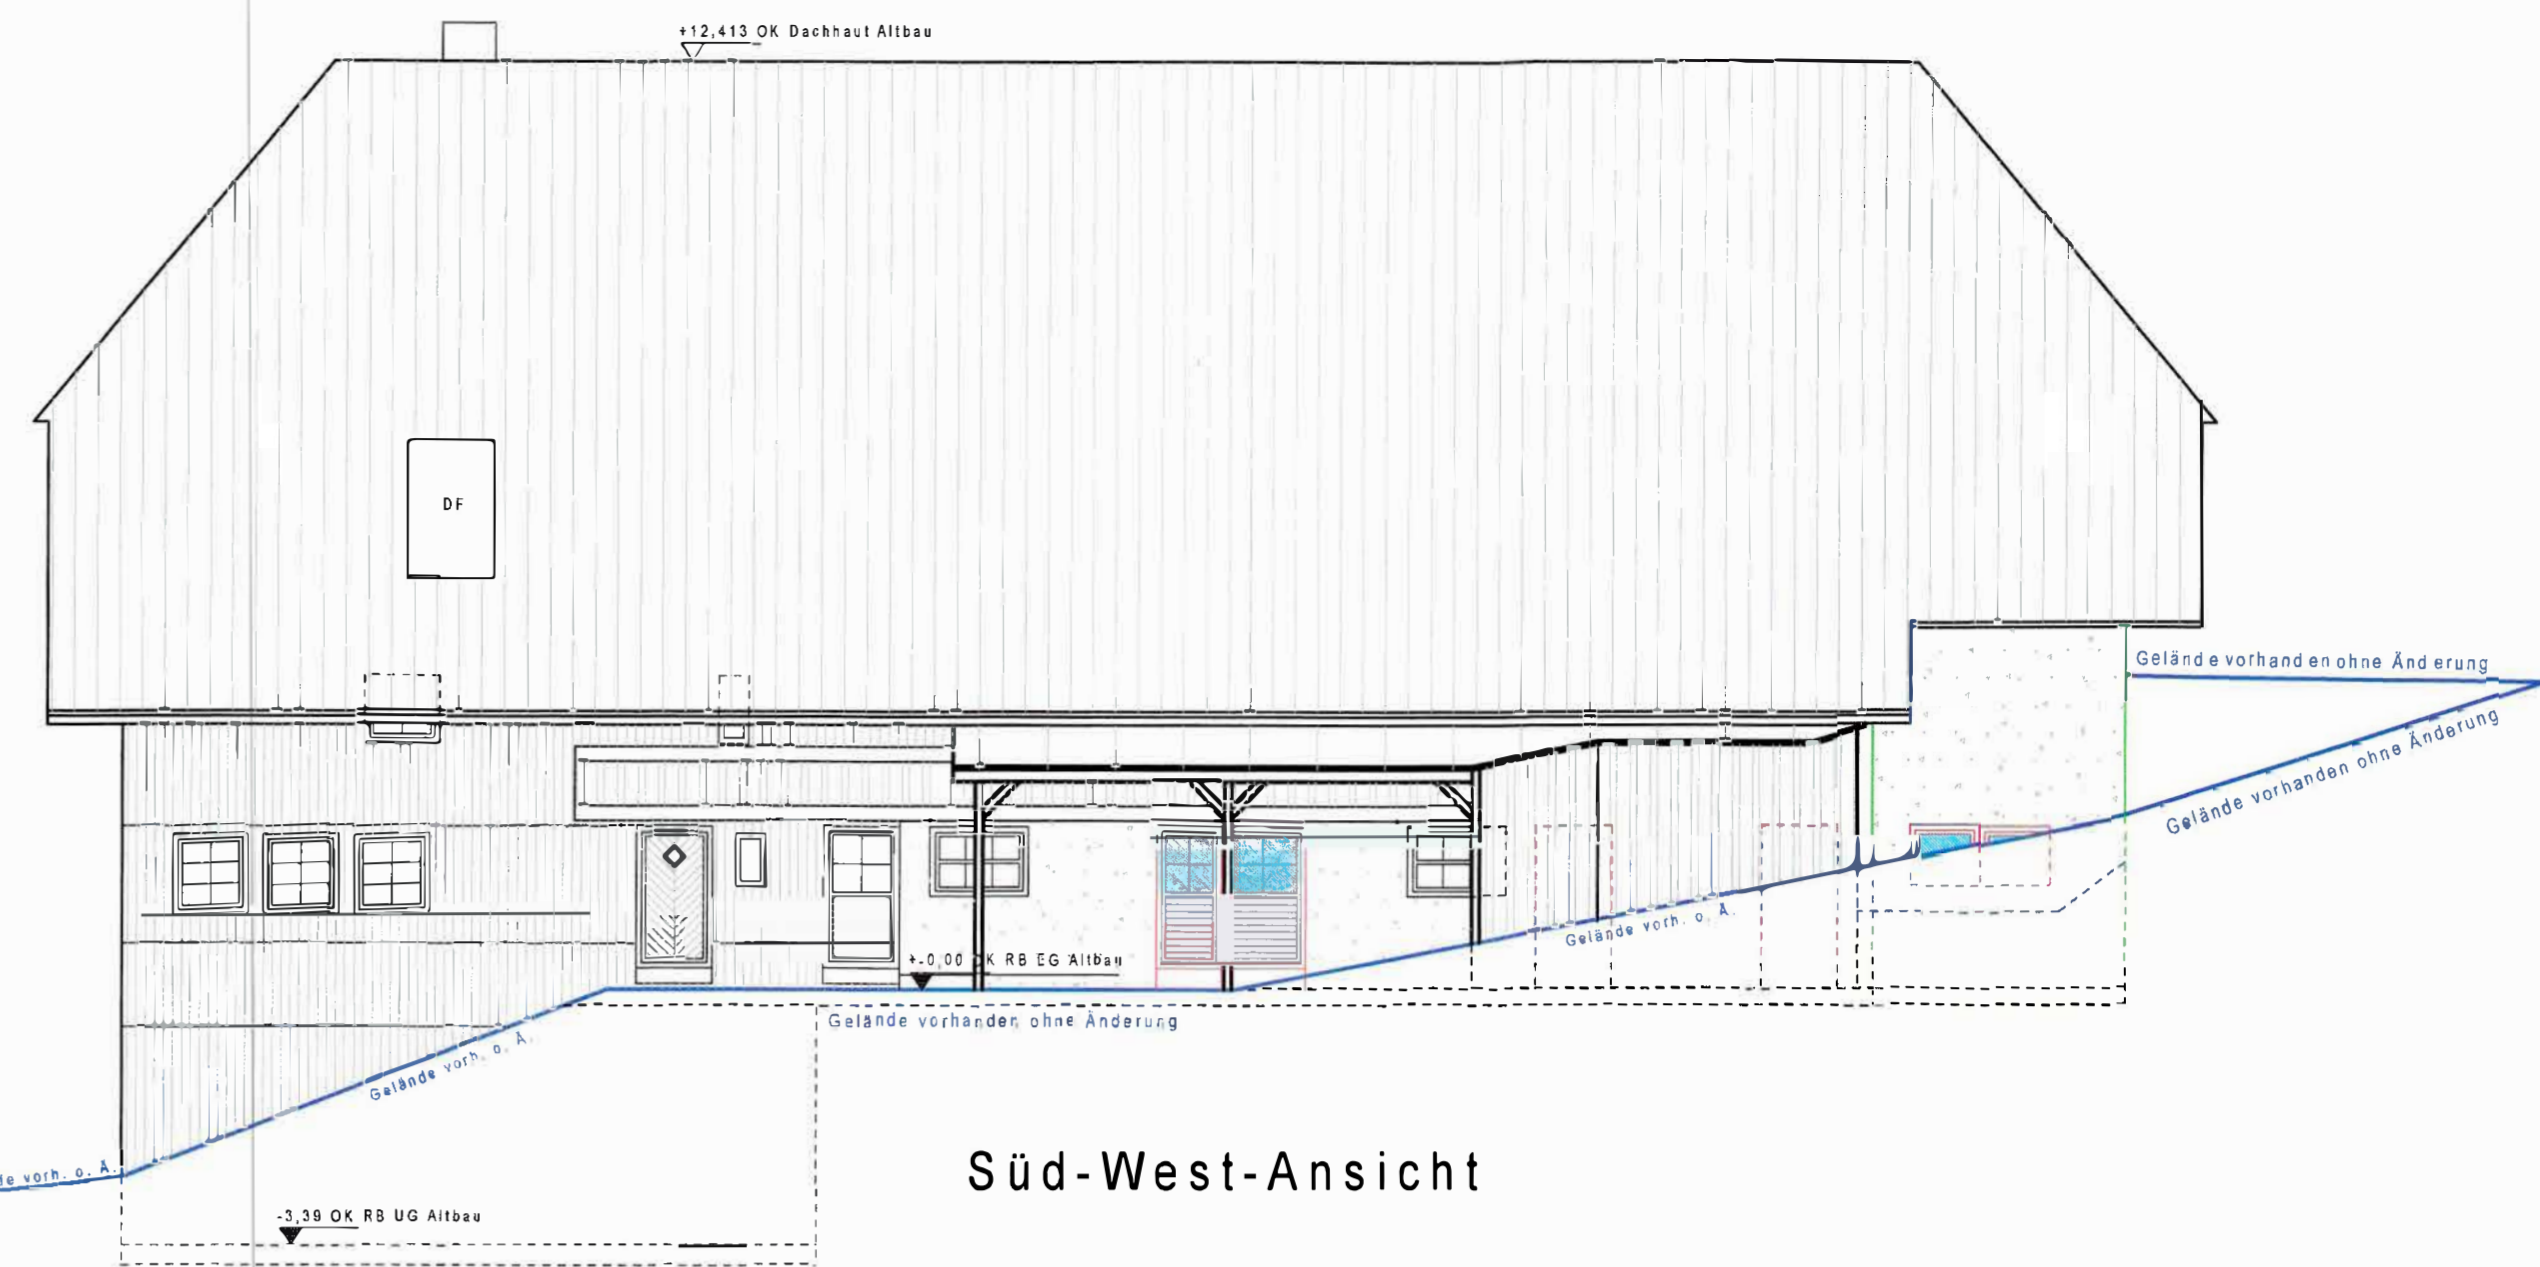 +12,413 OK Dachhaut Altbau
DF
Gelände vorhanden ohne Änderung
Gelände vorhanden ohne Änderung
Gelände vorh. o. Ä.
+-0,00 RB EG Altbau
Gelände vorhanden ohne Änderung
Gelände vorh. o. Ä.
vorh. o. Ä.
Süd-West-Ansicht
-3,39 OK RB UG Altbau